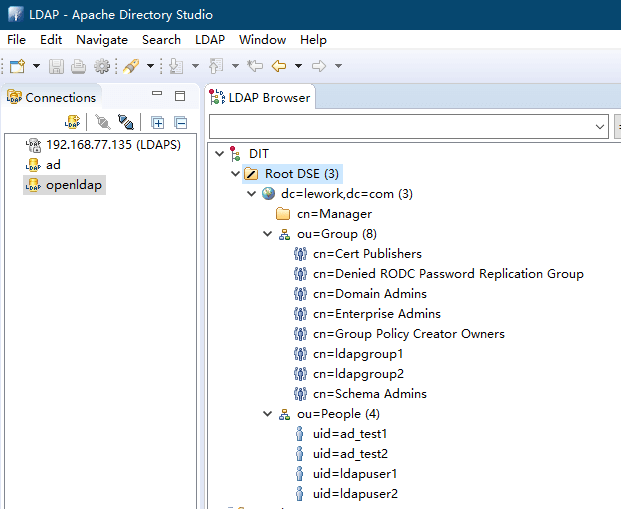 LDAP - Apache Directory Studio
File Edit Navigate Search LDAP Window Help
Connections
192.168.77.135 (LDAPS)
ad
openldap
LDAP Browser
DIT
Root DSE (3)
dc=lework,dc=com (3)
cn=Manager
ou=Group (8)
cn=Cert Publishers
cn=Denied RODC Password Replication Group
cn=Domain Admins
cn=Enterprise Admins
cn=Group Policy Creator Owners
cn=ldapgroup1
cn=ldapgroup2
cn=Schema Admins
ou=People (4)
uid=ad_test1
uid=ad_test2
uid=ldapuser1
uid=ldapuser2